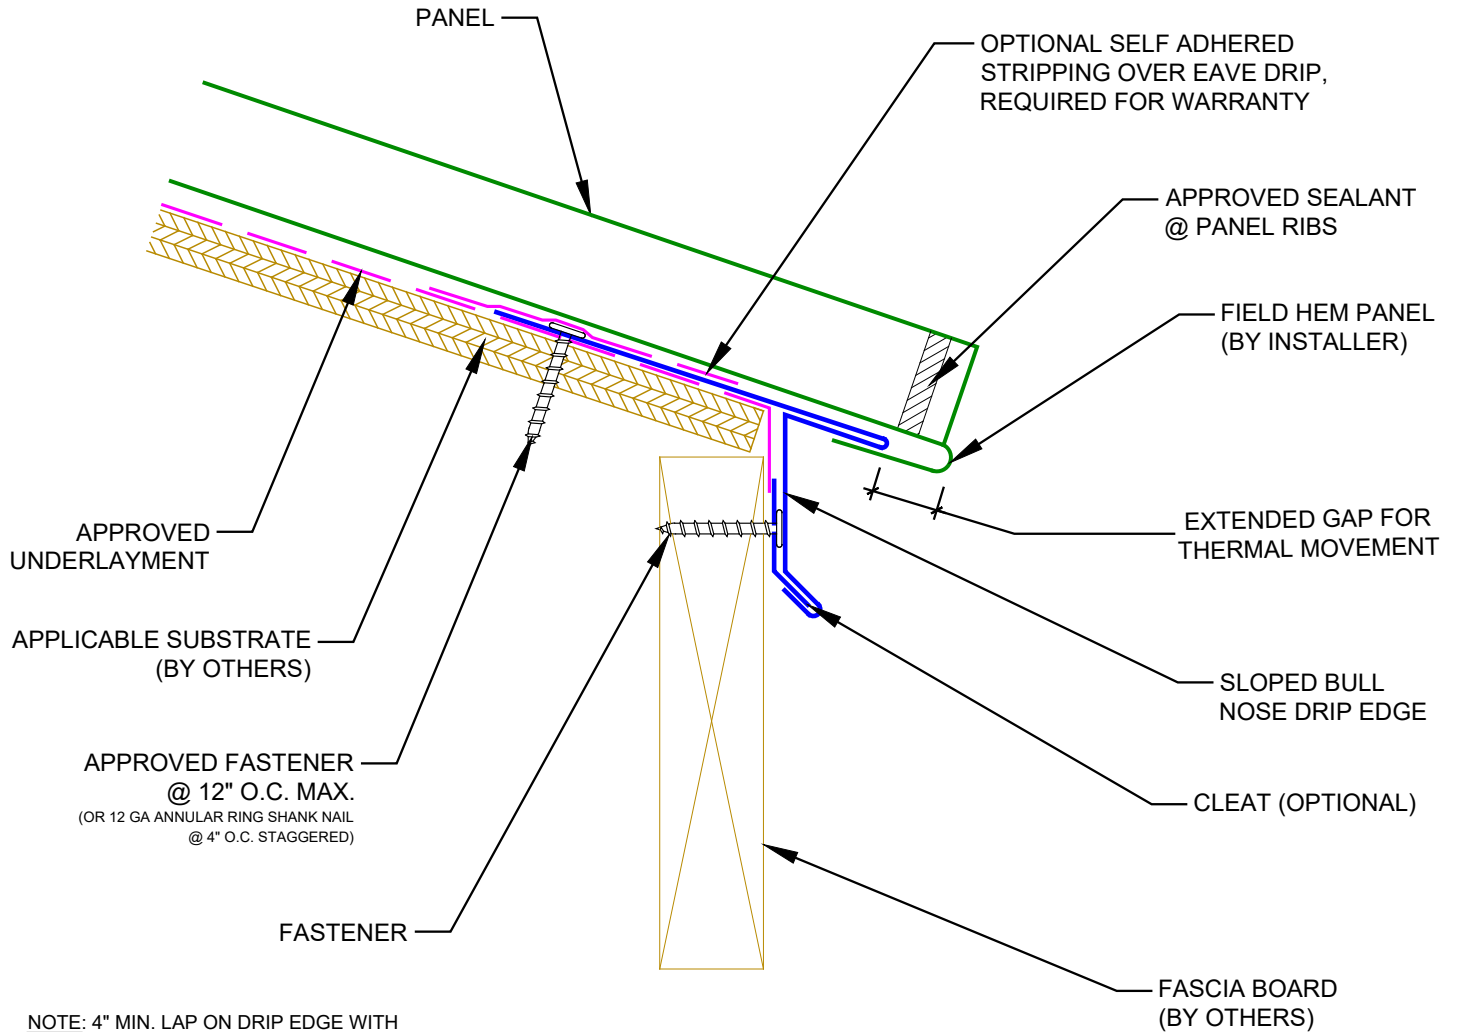 PANEL
OPTIONAL SELF ADHERED
STRIPPING OVER EAVE DRIP,
REQUIRED FOR WARRANTY
APPROVED SEALANT
@ PANEL RIBS
FIELD HEM PANEL
(BY INSTALLER)
EXTENDED GAP FOR
THERMAL MOVEMENT
APPROVED
UNDERLAYMENT
APPLICABLE SUBSTRATE
(BY OTHERS)
SLOPED BULL
NOSE DRIP EDGE
APPROVED FASTENER
@ 12" O.C. MAX.
(OR 12 GA ANNULAR RING SHANK NAIL
@ 4" O.C. STAGGERED)
CLEAT (OPTIONAL)
FASTENER
FASCIA BOARD
(BY OTHERS)
NOTE: 4" MIN. LAP ON DRIP EDGE WITH